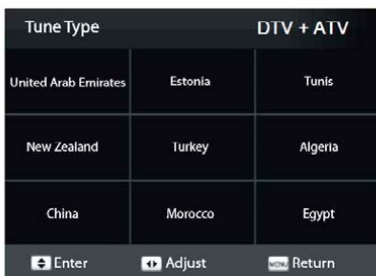 Tune Type DTV + ATV
United Arab Emirates Estonia Tunis
New Zealand Turkey Algeria
China Morocco Egypt
Enter Adjust MENU Return